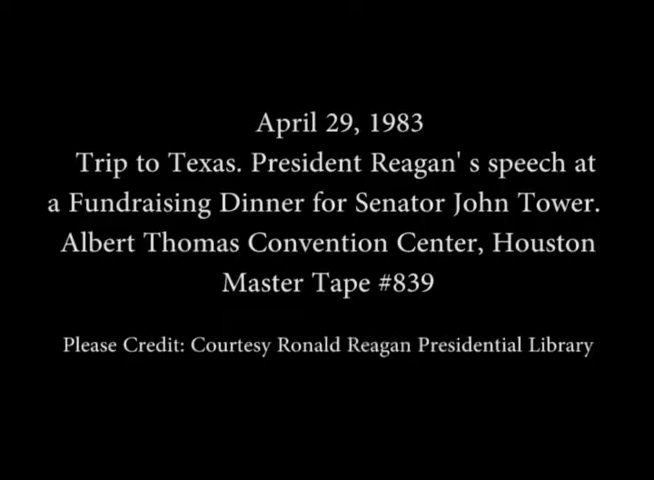 April 29, 1983
Trip to Texas. President Reagan' s speech at
a Fundraising Dinner for Senator John Tower.
Albert Thomas Convention Center, Houston
Master Tape #839
Please Credit: Courtesy Ronald Reagan Presidential Library